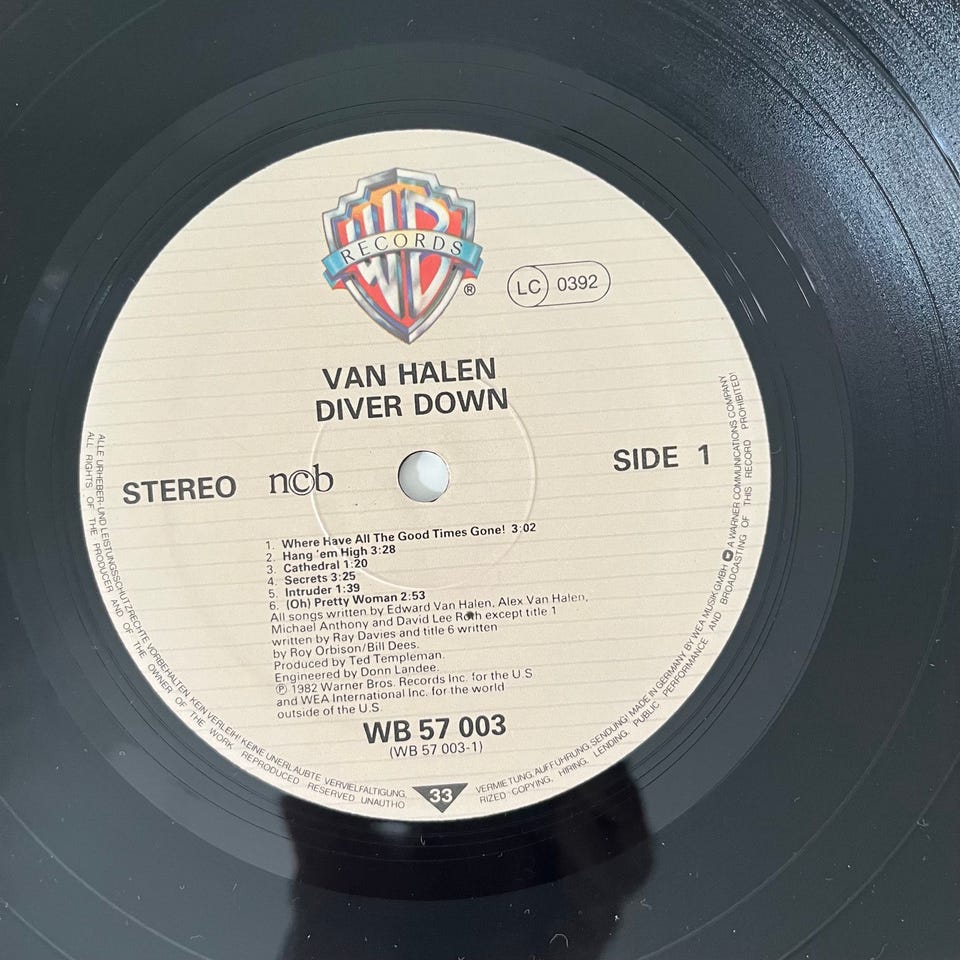 WB
RECORDS
®
LC 0392
VAN HALEN
DIVER DOWN
STEREO n©b
SIDE 1
1. Where Have All The Good Times Gone! 3:02
2. Hang 'em High 3:28
3. Cathedral 1:20
4. Secrets 3:25
5. Intruder 1:39
6. (Oh) Pretty Woman 2:53
All songs written by Edward Van Halen, Alex Van Halen,
Michael Anthony and David Lee Roth except title 1
written by Ray Davies and title 6 written
by Roy Orbison/Bill Dees.
Produced by Ted Templeman.
Engineered by Donn Landee.
℗ 1982 Warner Bros. Records Inc. for the U.S
and WEA International Inc. for the world
outside of the U.S.
WB 57 003
(WB 57 003-1)
33
ALLE URHEBER- UND LEISTUNGSSCHUTZRECHTE VORBEHALTEN KEIN VERLEIH! KEINE UNERLAUBTE VERVIELFÄLTIGUNG, VERMIETUNG, AUFFÜHRUNG, SENDUNG! MADE IN GERMANY BY WEA MUSIK GMBH A WARNER COMMUNICATIONS COMPANY
ALL RIGHTS OF THE PRODUCER AND OF THE OWNER OF THE WORK REPRODUCED RESERVED UNAUTHO RIZED COPYING, HIRING, LENDING, PUBLIC PERFORMANCE AND BROADCASTING OF THIS RECORD PROHIBITED!